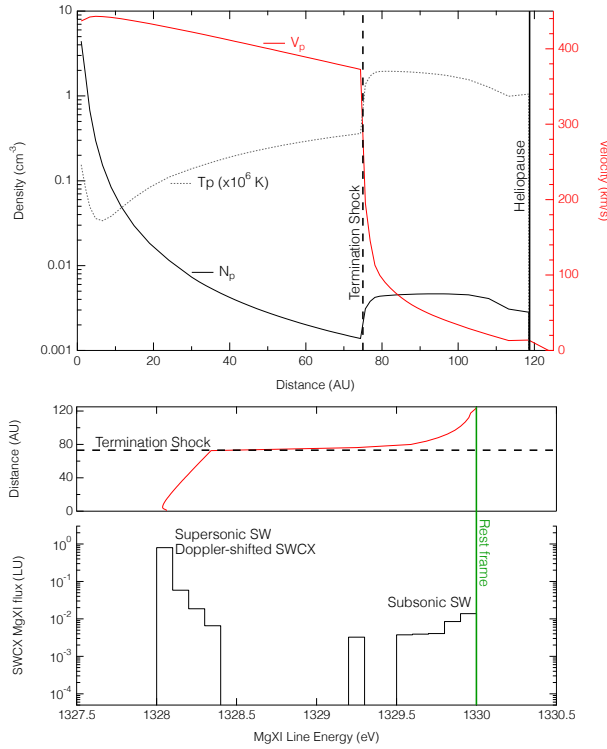 10
1
0.1
0.01
0.001
Density (cm-3)
400
300
200
100
0
velocity (km/s)
Vp
Tp (x10^6 K)
Np
Termination Shock
Heliopause
0 20 40 60 80 100 120
Distance (AU)
120
80
40
0
Distance (AU)
Termination Shock
10^0
10^-1
10^-2
10^-3
10^-4
SWCX MgXI flux (LU)
Supersonic SW
Doppler-shifted SWCX
Subsonic SW
Rest frame
1327.5 1328 1328.5 1329 1329.5 1330 1330.5
MgXI Line Energy (eV)